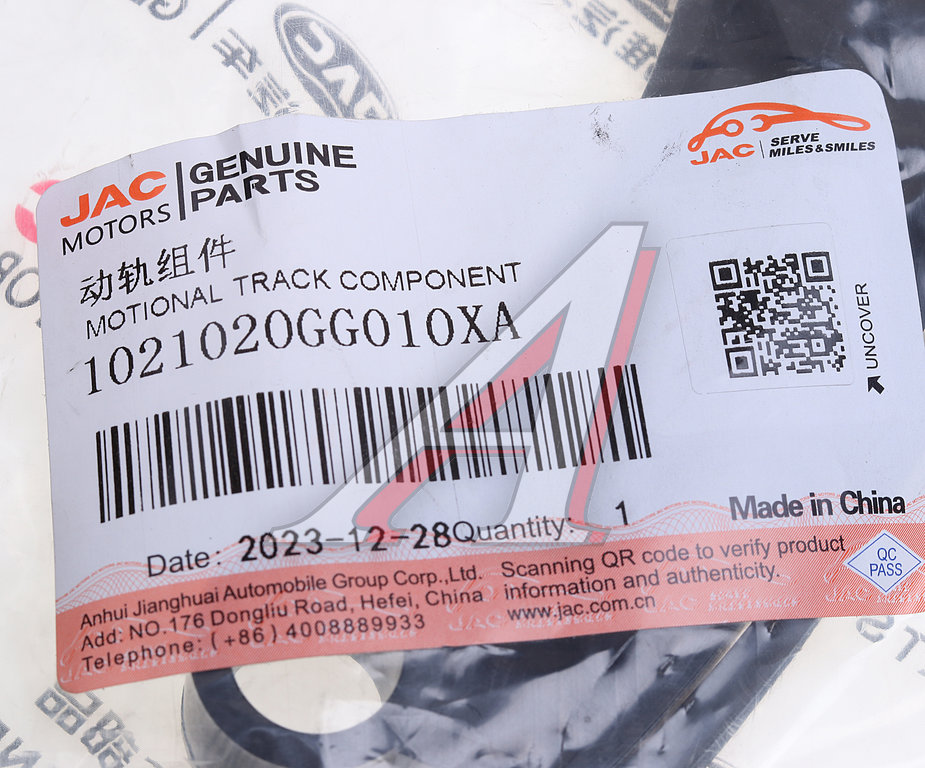 JAC
MOTORS
GENUINE
PARTS
JAC
SERVE
MILES&SMILES
动轨组件
MOTIONAL TRACK COMPONENT
1021020GG010XA
UNCOVER
Made in China
Date: 2023-12-28
Quantity: 1
Anhui Jianghuai Automobile Group Corp.,Ltd.
Add: NO.176 Dongliu Road, Hefei, China
Telephone: (+86)4008889933
Scanning QR code to verify product
information and authenticity.
www.jac.com.cn
QC
PASS